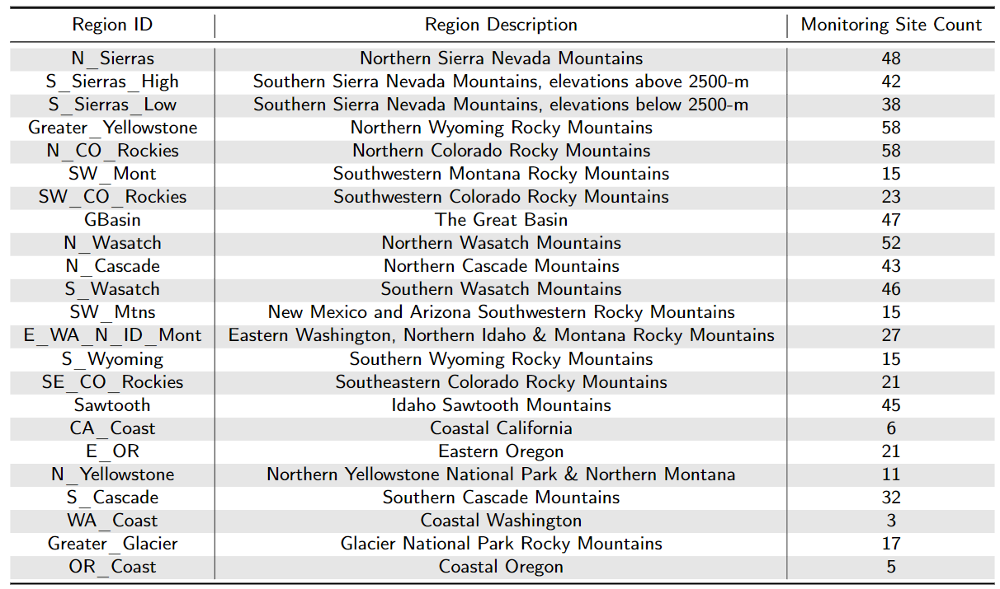 Region ID Region Description Monitoring Site Count
N_Sierras Northern Sierra Nevada Mountains 48
S_Sierras_High Southern Sierra Nevada Mountains, elevations above 2500-m 42
S_Sierras_Low Southern Sierra Nevada Mountains, elevations below 2500-m 38
Greater_Yellowstone Northern Wyoming Rocky Mountains 58
N_CO_Rockies Northern Colorado Rocky Mountains 58
SW_Mont Southwestern Montana Rocky Mountains 15
SW_CO_Rockies Southwestern Colorado Rocky Mountains 23
GBasin The Great Basin 47
N_Wasatch Northern Wasatch Mountains 52
N_Cascade Northern Cascade Mountains 43
S_Wasatch Southern Wasatch Mountains 46
SW_Mtns New Mexico and Arizona Southwestern Rocky Mountains 15
E_WA_N_ID_Mont Eastern Washington, Northern Idaho & Montana Rocky Mountains 27
S_Wyoming Southern Wyoming Rocky Mountains 15
SE_CO_Rockies Southeastern Colorado Rocky Mountains 21
Sawtooth Idaho Sawtooth Mountains 45
CA_Coast Coastal California 6
E_OR Eastern Oregon 21
N_Yellowstone Northern Yellowstone National Park & Northern Montana 11
S_Cascade Southern Cascade Mountains 32
WA_Coast Coastal Washington 3
Greater_Glacier Glacier National Park Rocky Mountains 17
OR_Coast Coastal Oregon 5